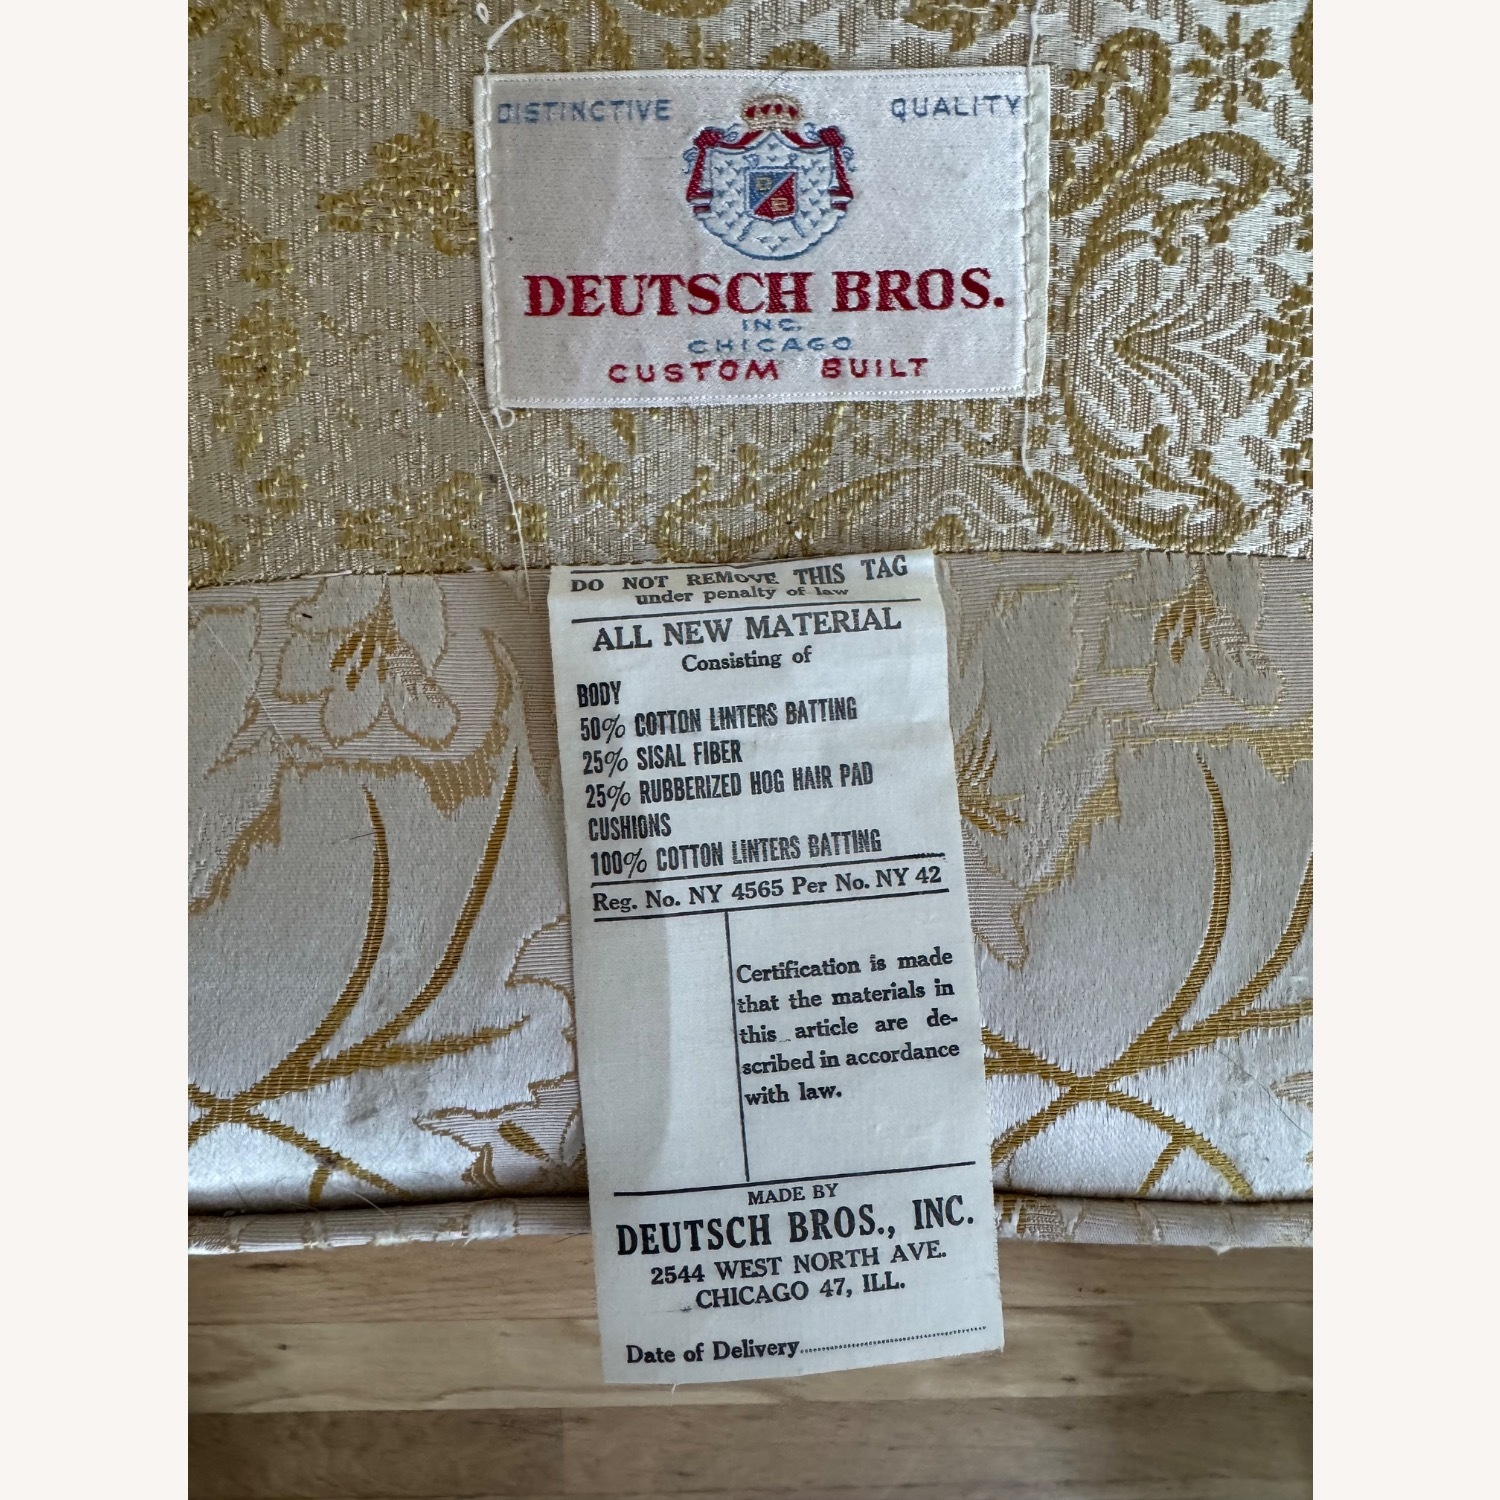 DISTINCTIVE QUALITY
D
B
DEUTSCH BROS.
INC.
CHICAGO
CUSTOM BUILT
DO NOT REMOVE THIS TAG
under penalty of law
ALL NEW MATERIAL
Consisting of
BODY
50% COTTON LINTERS BATTING
25% SISAL FIBER
25% RUBBERIZED HOG HAIR PAD
CUSHIONS
100% COTTON LINTERS BATTING
Reg. No. NY 4565 Per No. NY 42
Certification is made
that the materials in
this article are de-
scribed in accordance
with law.
MADE BY
DEUTSCH BROS., INC.
2544 WEST NORTH AVE.
CHICAGO 47, ILL.
Date of Delivery